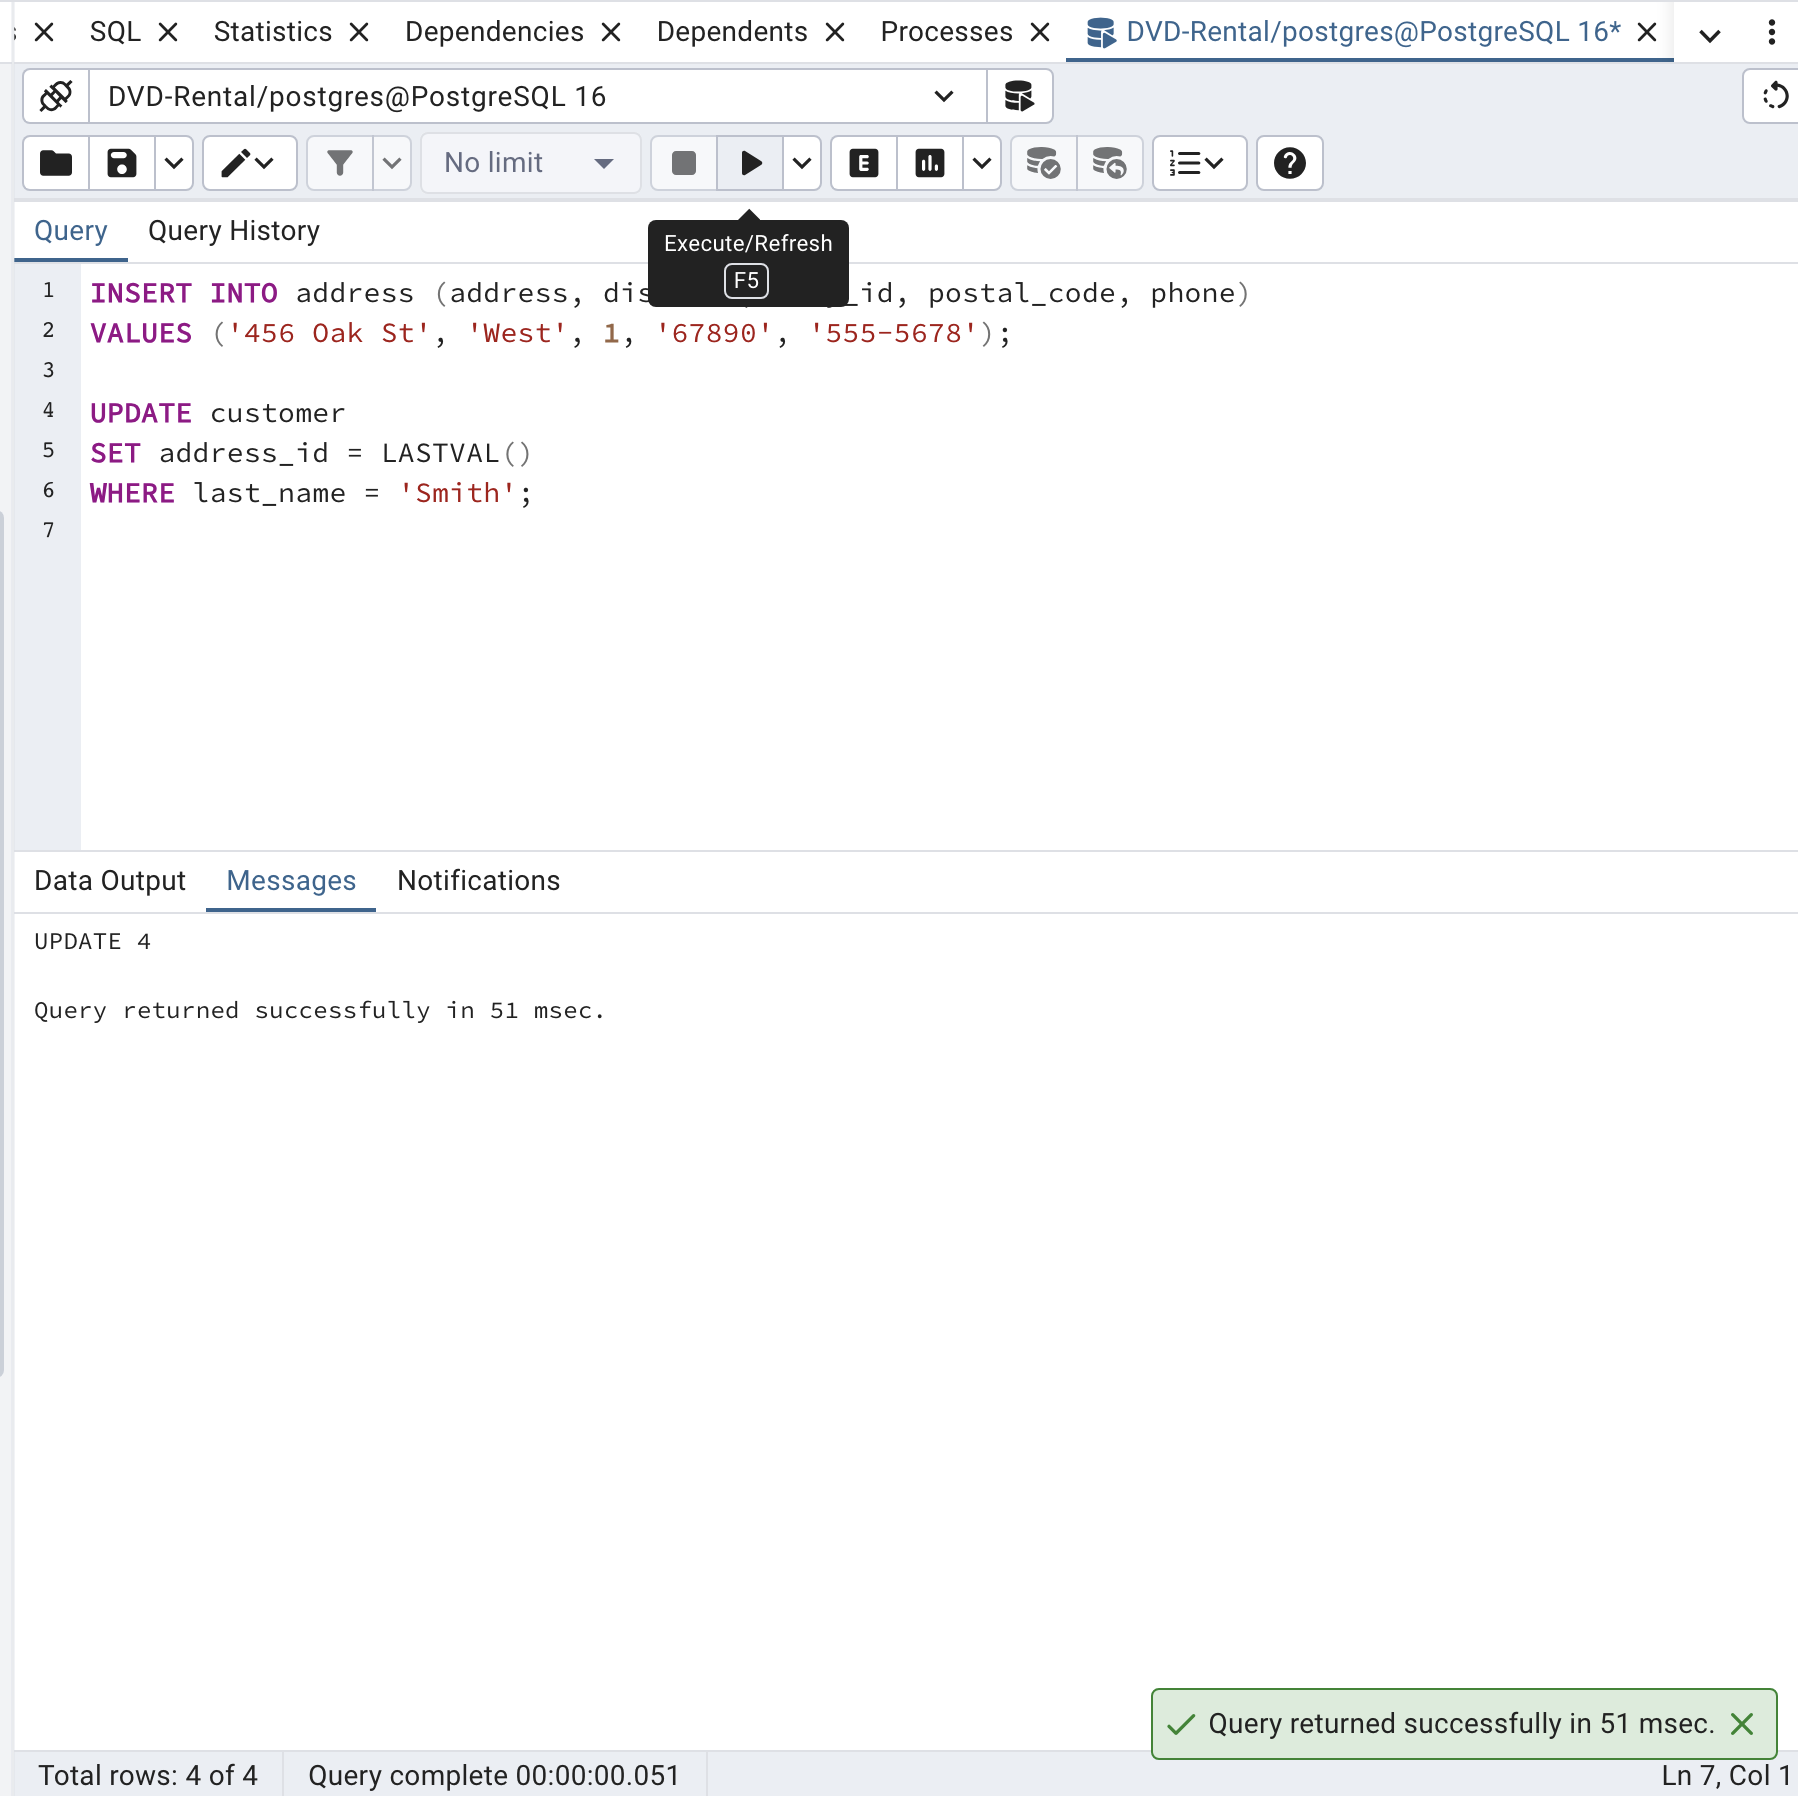 SQL Statistics Dependencies Dependents Processes DVD-Rental/postgres@PostgreSQL 16*
DVD-Rental/postgres@PostgreSQL 16
No limit E
Query Query History
Execute/Refresh
F5
1 INSERT INTO address (address, _id, postal_code, phone)
2 VALUES ('456 Oak St', 'West', 1, '67890', '555-5678');
3
4 UPDATE customer
5 SET address_id = LASTVAL()
6 WHERE last_name = 'Smith';
7
Data Output Messages Notifications
UPDATE 4
Query returned successfully in 51 msec.
Query returned successfully in 51 msec.
Total rows: 4 of 4 Query complete 00:00:00.051 Ln 7, Col 1